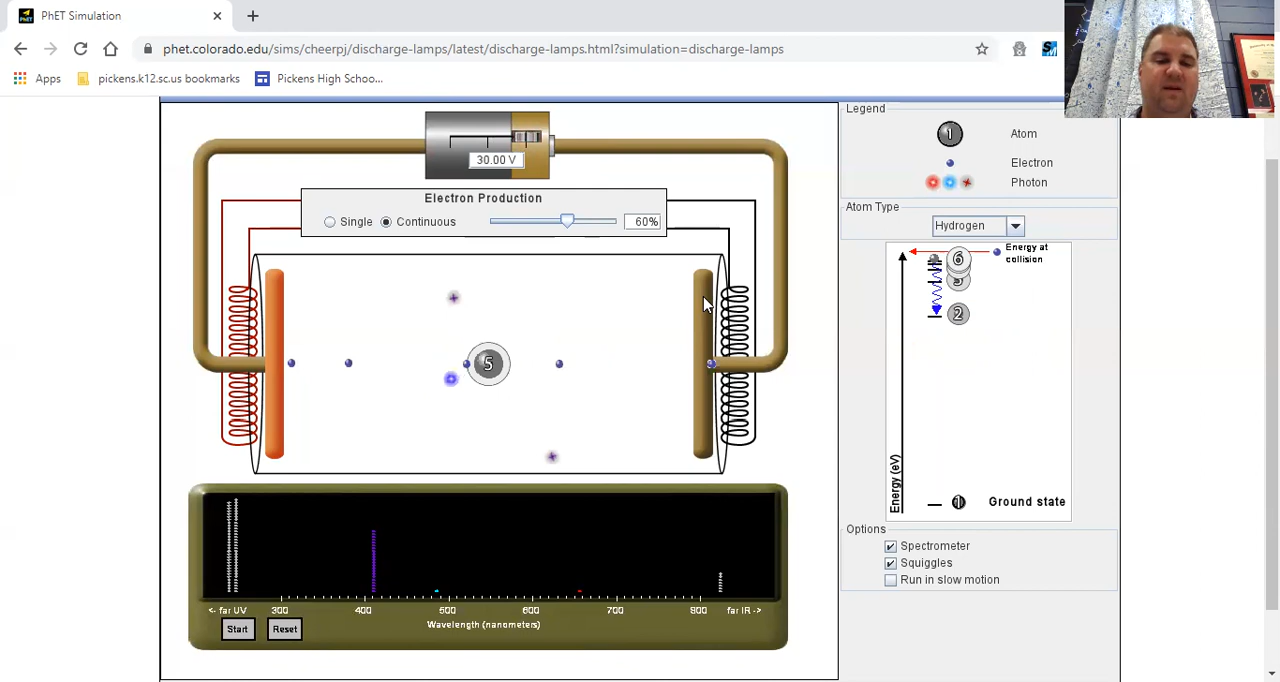 PhET Simulation
phet.colorado.edu/sims/cheerpj/discharge-lamps/latest/discharge-lamps.html?simulation=discharge-lamps
Apps pickens.k12.sc.us bookmarks Pickens High Schoo...
30.00 V
Electron Production
Single Continuous 60%
5
<- far UV 300 400 500 600 700 800 far IR ->
Wavelength (nanometers)
Start Reset
Legend
1 Atom
Electron
Photon
Atom Type
Hydrogen
Energy at
collision
6
2
Energy (eV)
1 Ground state
Options
Spectrometer
Squiggles
Run in slow motion